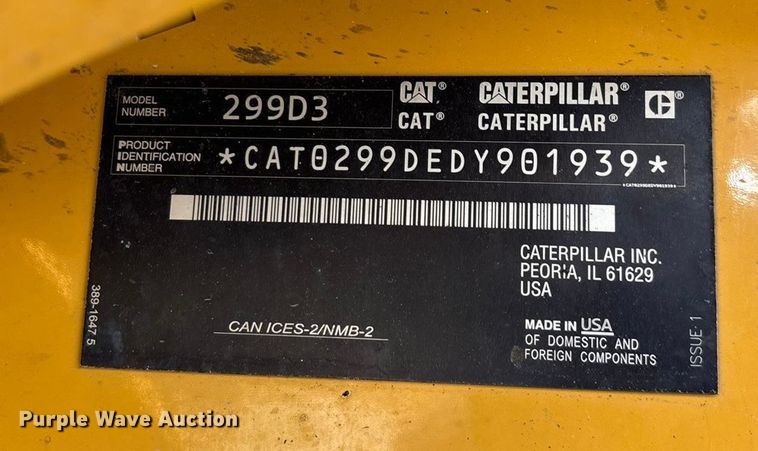 MODEL NUMBER 299D3
CAT® CATERPILLAR®
CAT® CATERPILLAR®
PRODUCT
IDENTIFICATION
NUMBER
*CAT0299DEDY901939*
*CAT0299DEDY901939*
CATERPILLAR INC.
PEORIA, IL 61629
USA
389-1647 5
CAN ICES-2/NMB-2
MADE IN USA
OF DOMESTIC AND
FOREIGN COMPONENTS
ISSUE 1
Purple Wave Auction